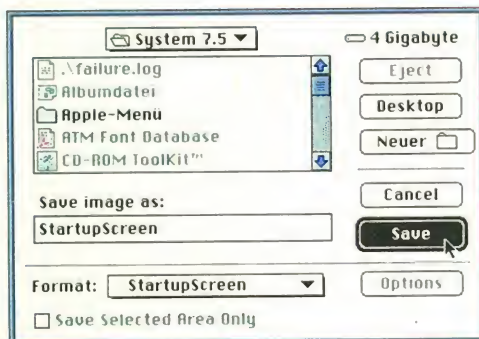 System 7.5
4 Gigabyte
.\failure.log
Albumdatei
Apple-Menü
ATM Font Database
CD-ROM ToolKit™
Eject
Desktop
Neuer
Save image as:
StartupScreen
Cancel
Save
Format: StartupScreen
Options
Save Selected Area Only